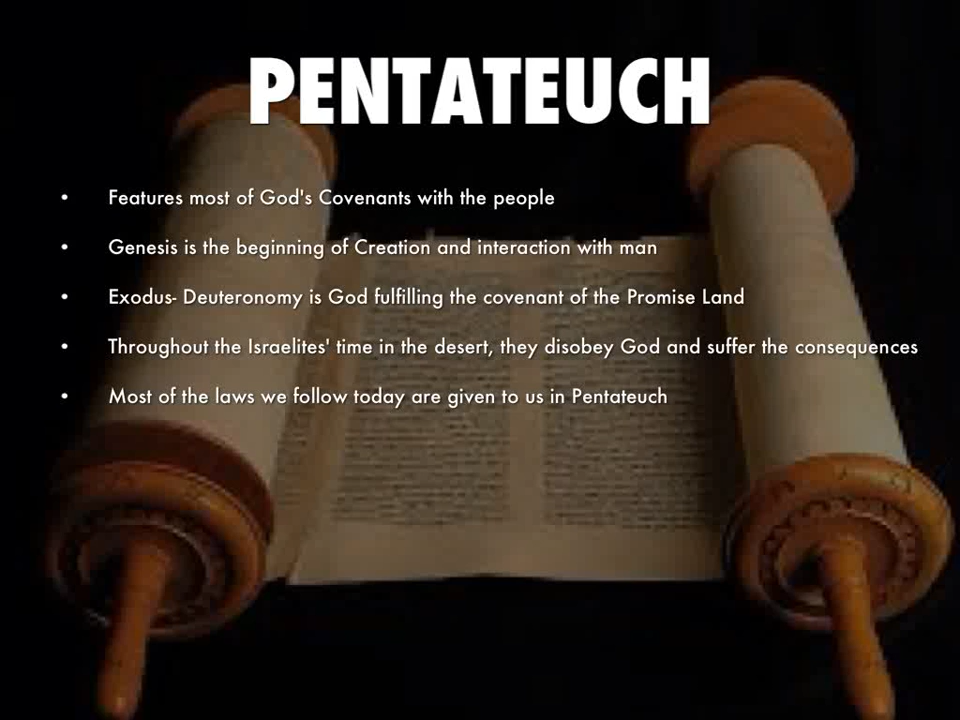 PENTATEUCH
• Features most of God's Covenants with the people
• Genesis is the beginning of Creation and interaction with man
• Exodus- Deuteronomy is God fulfilling the covenant of the Promise Land
• Throughout the Israelites' time in the desert, they disobey God and suffer the consequences
• Most of the laws we follow today are given to us in Pentateuch